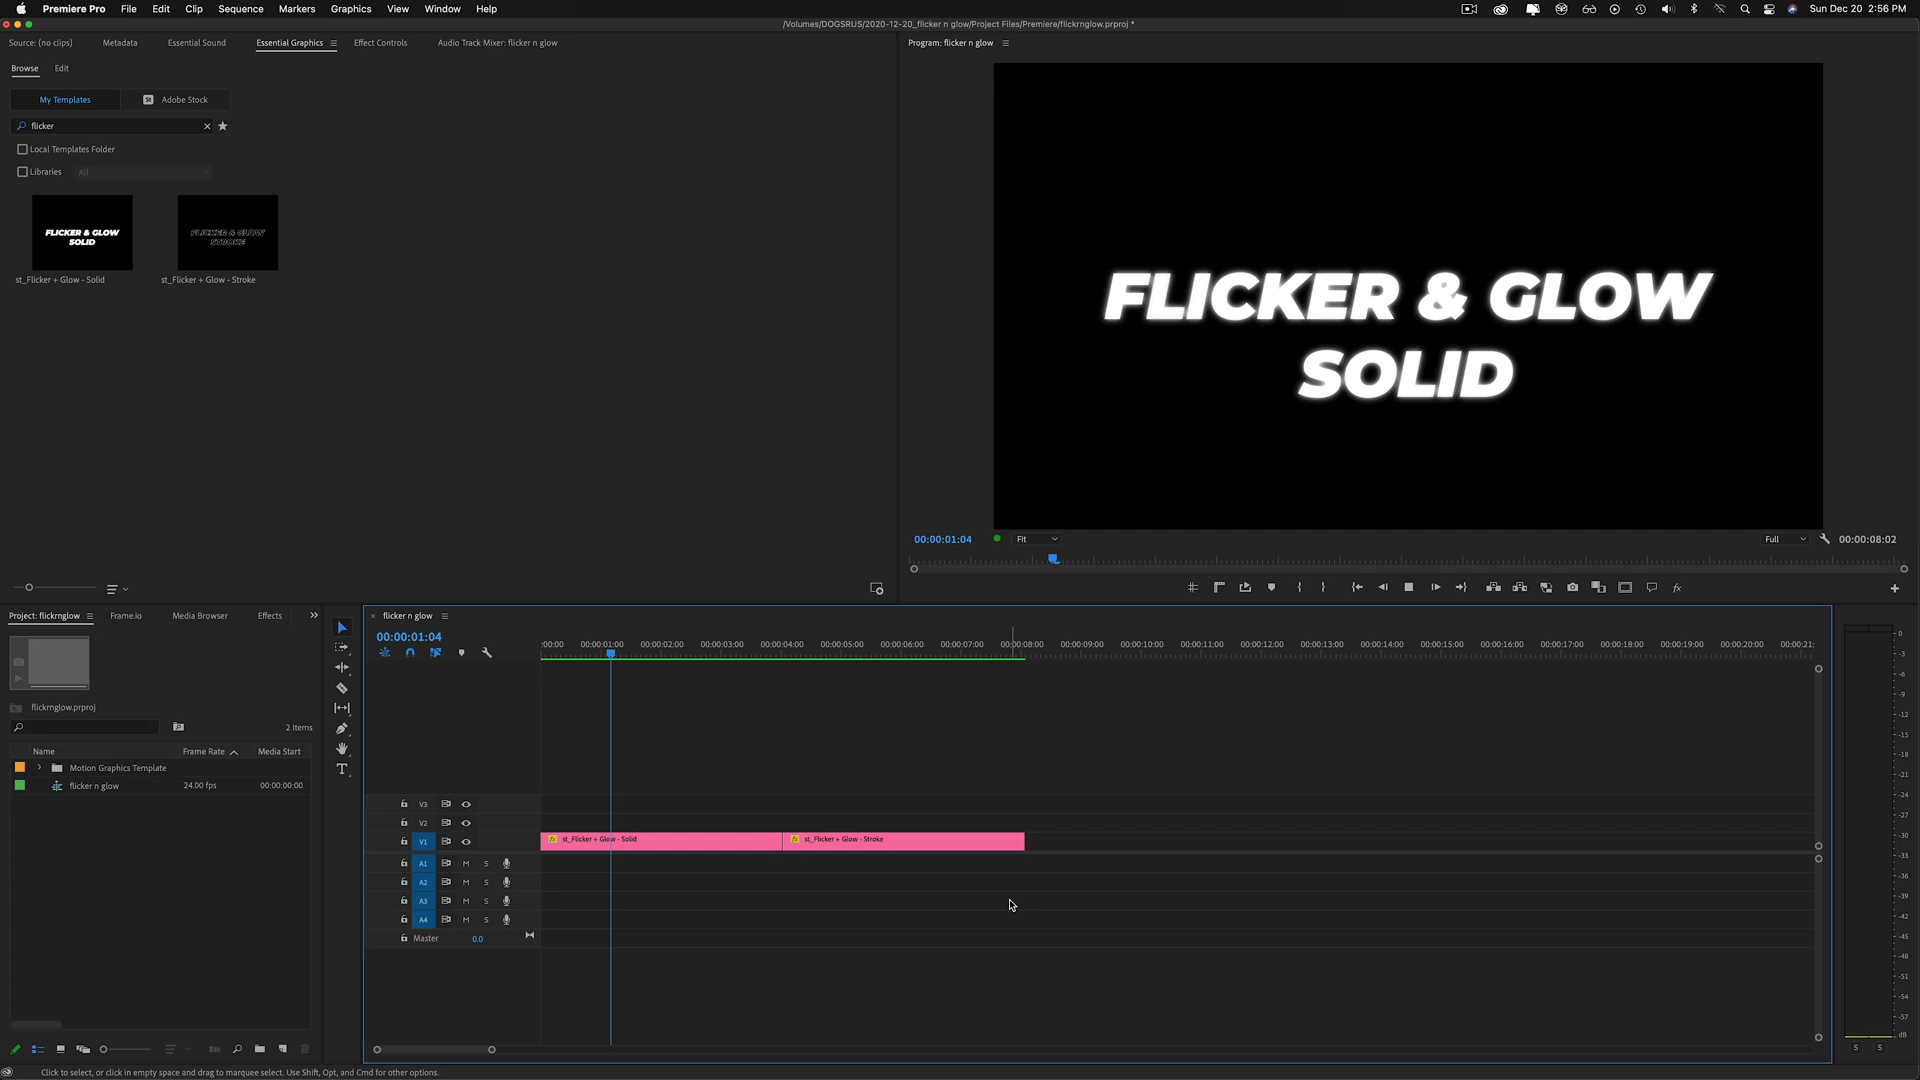 Premiere Pro File Edit Clip Sequence Markers Graphics View Window Help
Sun Dec 20 2:56 PM
/Volumes/DOGSRUS/2020-12-20_flicker n glow/Project Files/Premiere/flickrnglow.prproj *
Source: (no clips) Metadata Essential Sound Essential Graphics Effect Controls Audio Track Mixer: flicker n glow
Program: flicker n glow
Browse Edit
My Templates St Adobe Stock
flicker
Local Templates Folder
Libraries All
FLICKER & GLOW
SOLID
FLICKER & GLOW
STROKE
st_Flicker + Glow - Solid st_Flicker + Glow - Stroke
FLICKER & GLOW
SOLID
00:00:01:04 Fit Full 00:00:08:02
Project: flickrnglow Frame.io Media Browser Effects
flicker n glow
00:00:01:04
:00:00 00:00:01:00 00:00:02:00 00:00:03:00 00:00:04:00 00:00:05:00 00:00:06:00 00:00:07:00 00:00:08:00 00:00:09:00 00:00:10:00 00:00:11:00 00:00:12:00 00:00:13:00 00:00:14:00 00:00:15:00 00:00:16:00 00:00:17:00 00:00:18:00 00:00:19:00 00:00:20:00 00:00:21:
flickrnglow.prproj
2 Items
Name Frame Rate Media Start
Motion Graphics Template
flicker n glow 24.00 fps 00:00:00:00
V3
V2
V1 fx st_Flicker + Glow - Solid fx st_Flicker + Glow - Stroke
A1 M S
A2 M S
A3 M S
A4 M S
Master 0.0
0
-3
-6
-9
-12
-15
-18
-21
-24
-27
-30
-33
-36
-39
-42
-45
-48
-51
-54
-57
dB
S S
Click to select, or click in empty space and drag to marquee select. Use Shift, Opt, and Cmd for other options.